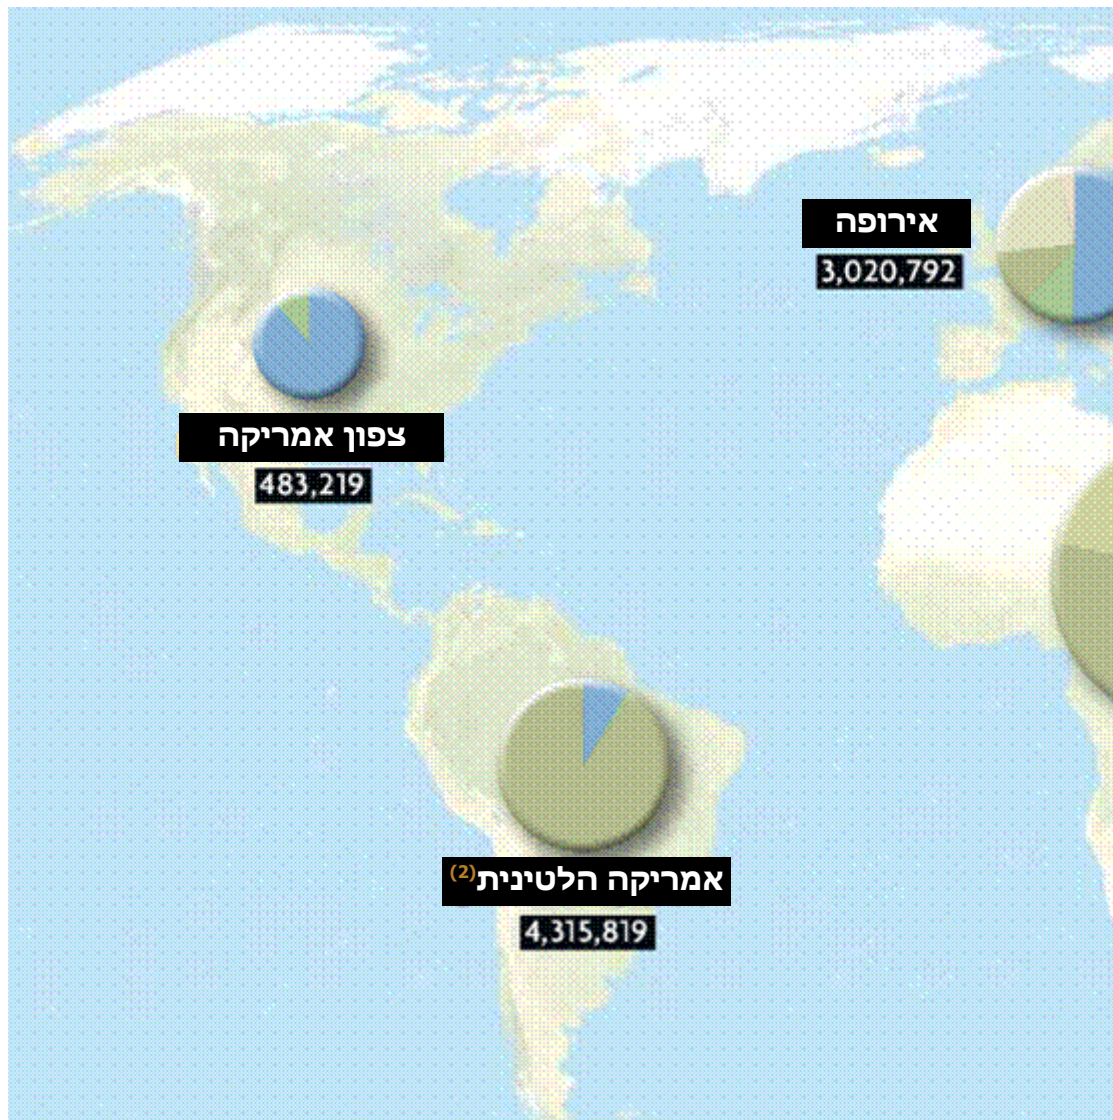 אירופה
3,020,792
צפון אמריקה
483,219
אמריקה הלטינית(2)
4,315,819